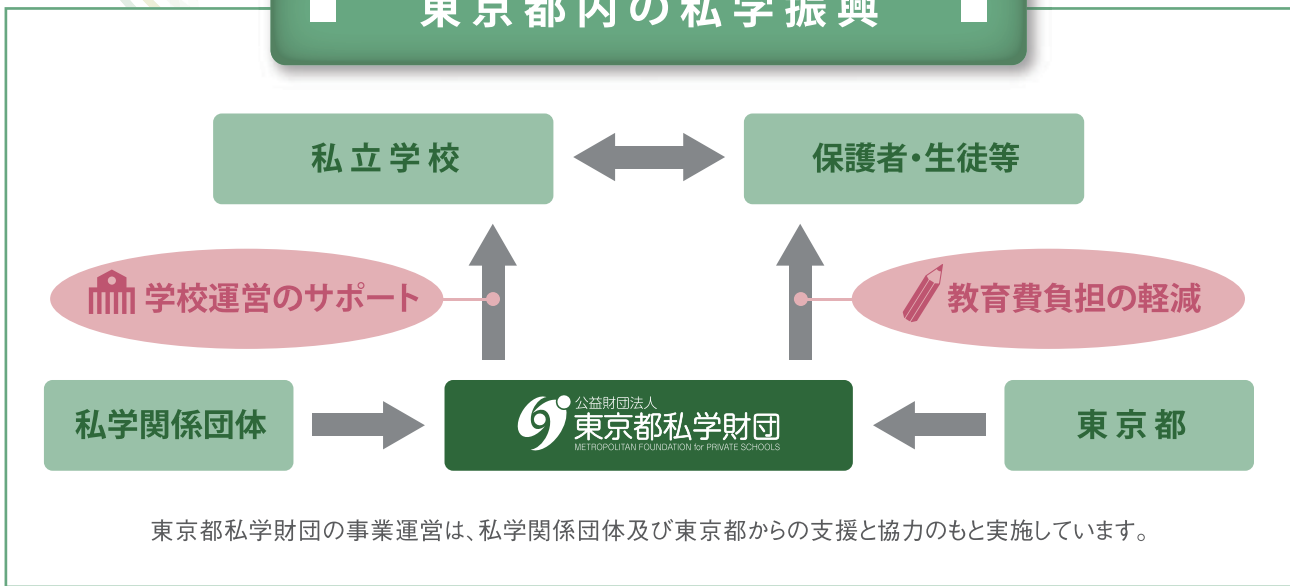 東京都内の私学振興
私立学校
保護者・生徒等
学校運営のサポート
教育費負担の軽減
私学関係団体
公益財団法人
東京都私学財団
METROPOLITAN FOUNDATION for PRIVATE SCHOOLS
東京都
東京都私学財団の事業運営は、私学関係団体及び東京都からの支援と協力のもと実施しています。